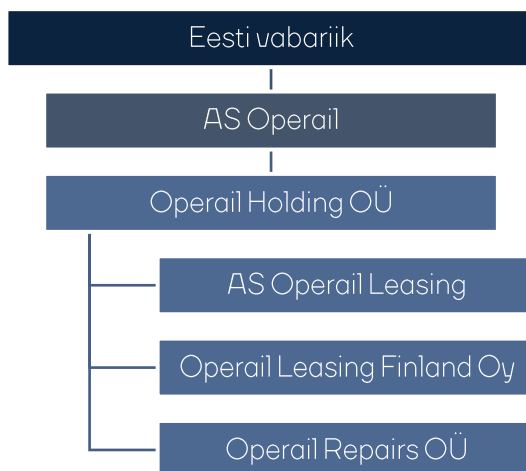 Eesti vabariik
AS Operail
Operail Holding OÜ
AS Operail Leasing
Operail Leasing Finland Oy
Operail Repairs OÜ